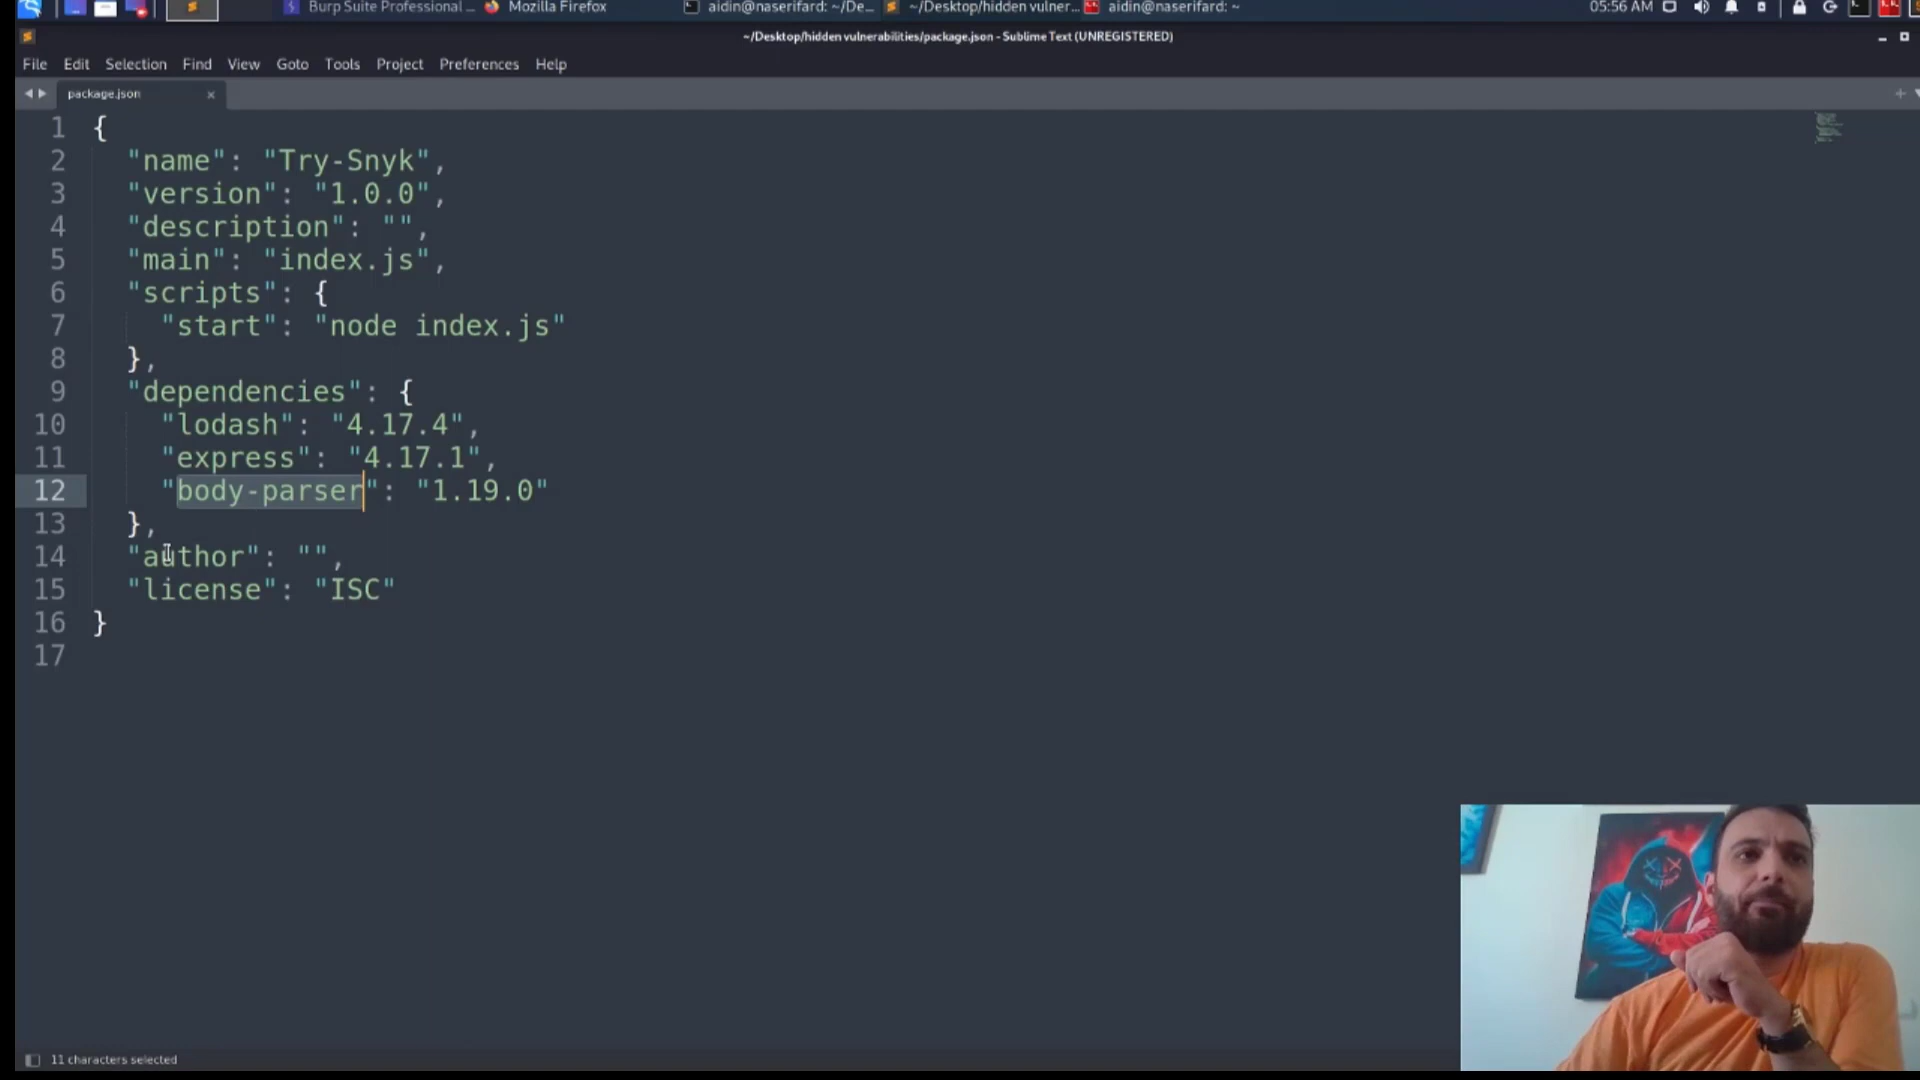 Burp Suite Professional ...
Mozilla Firefox
aidin@naserifard: ~/De...
~/Desktop/hidden vulner...
aidin@naserifard: ~
05:56 AM
~/Desktop/hidden vulnerabilities/package.json - Sublime Text (UNREGISTERED)
File Edit Selection Find View Goto Tools Project Preferences Help
package.json
1 {
2 "name": "Try-Snyk",
3 "version": "1.0.0",
4 "description": "",
5 "main": "index.js",
6 "scripts": {
7 "start": "node index.js"
8 },
9 "dependencies": {
10 "lodash": "4.17.4",
11 "express": "4.17.1",
12 "body-parser": "1.19.0"
13 },
14 "author": "",
15 "license": "ISC"
16 }
17
11 characters selected